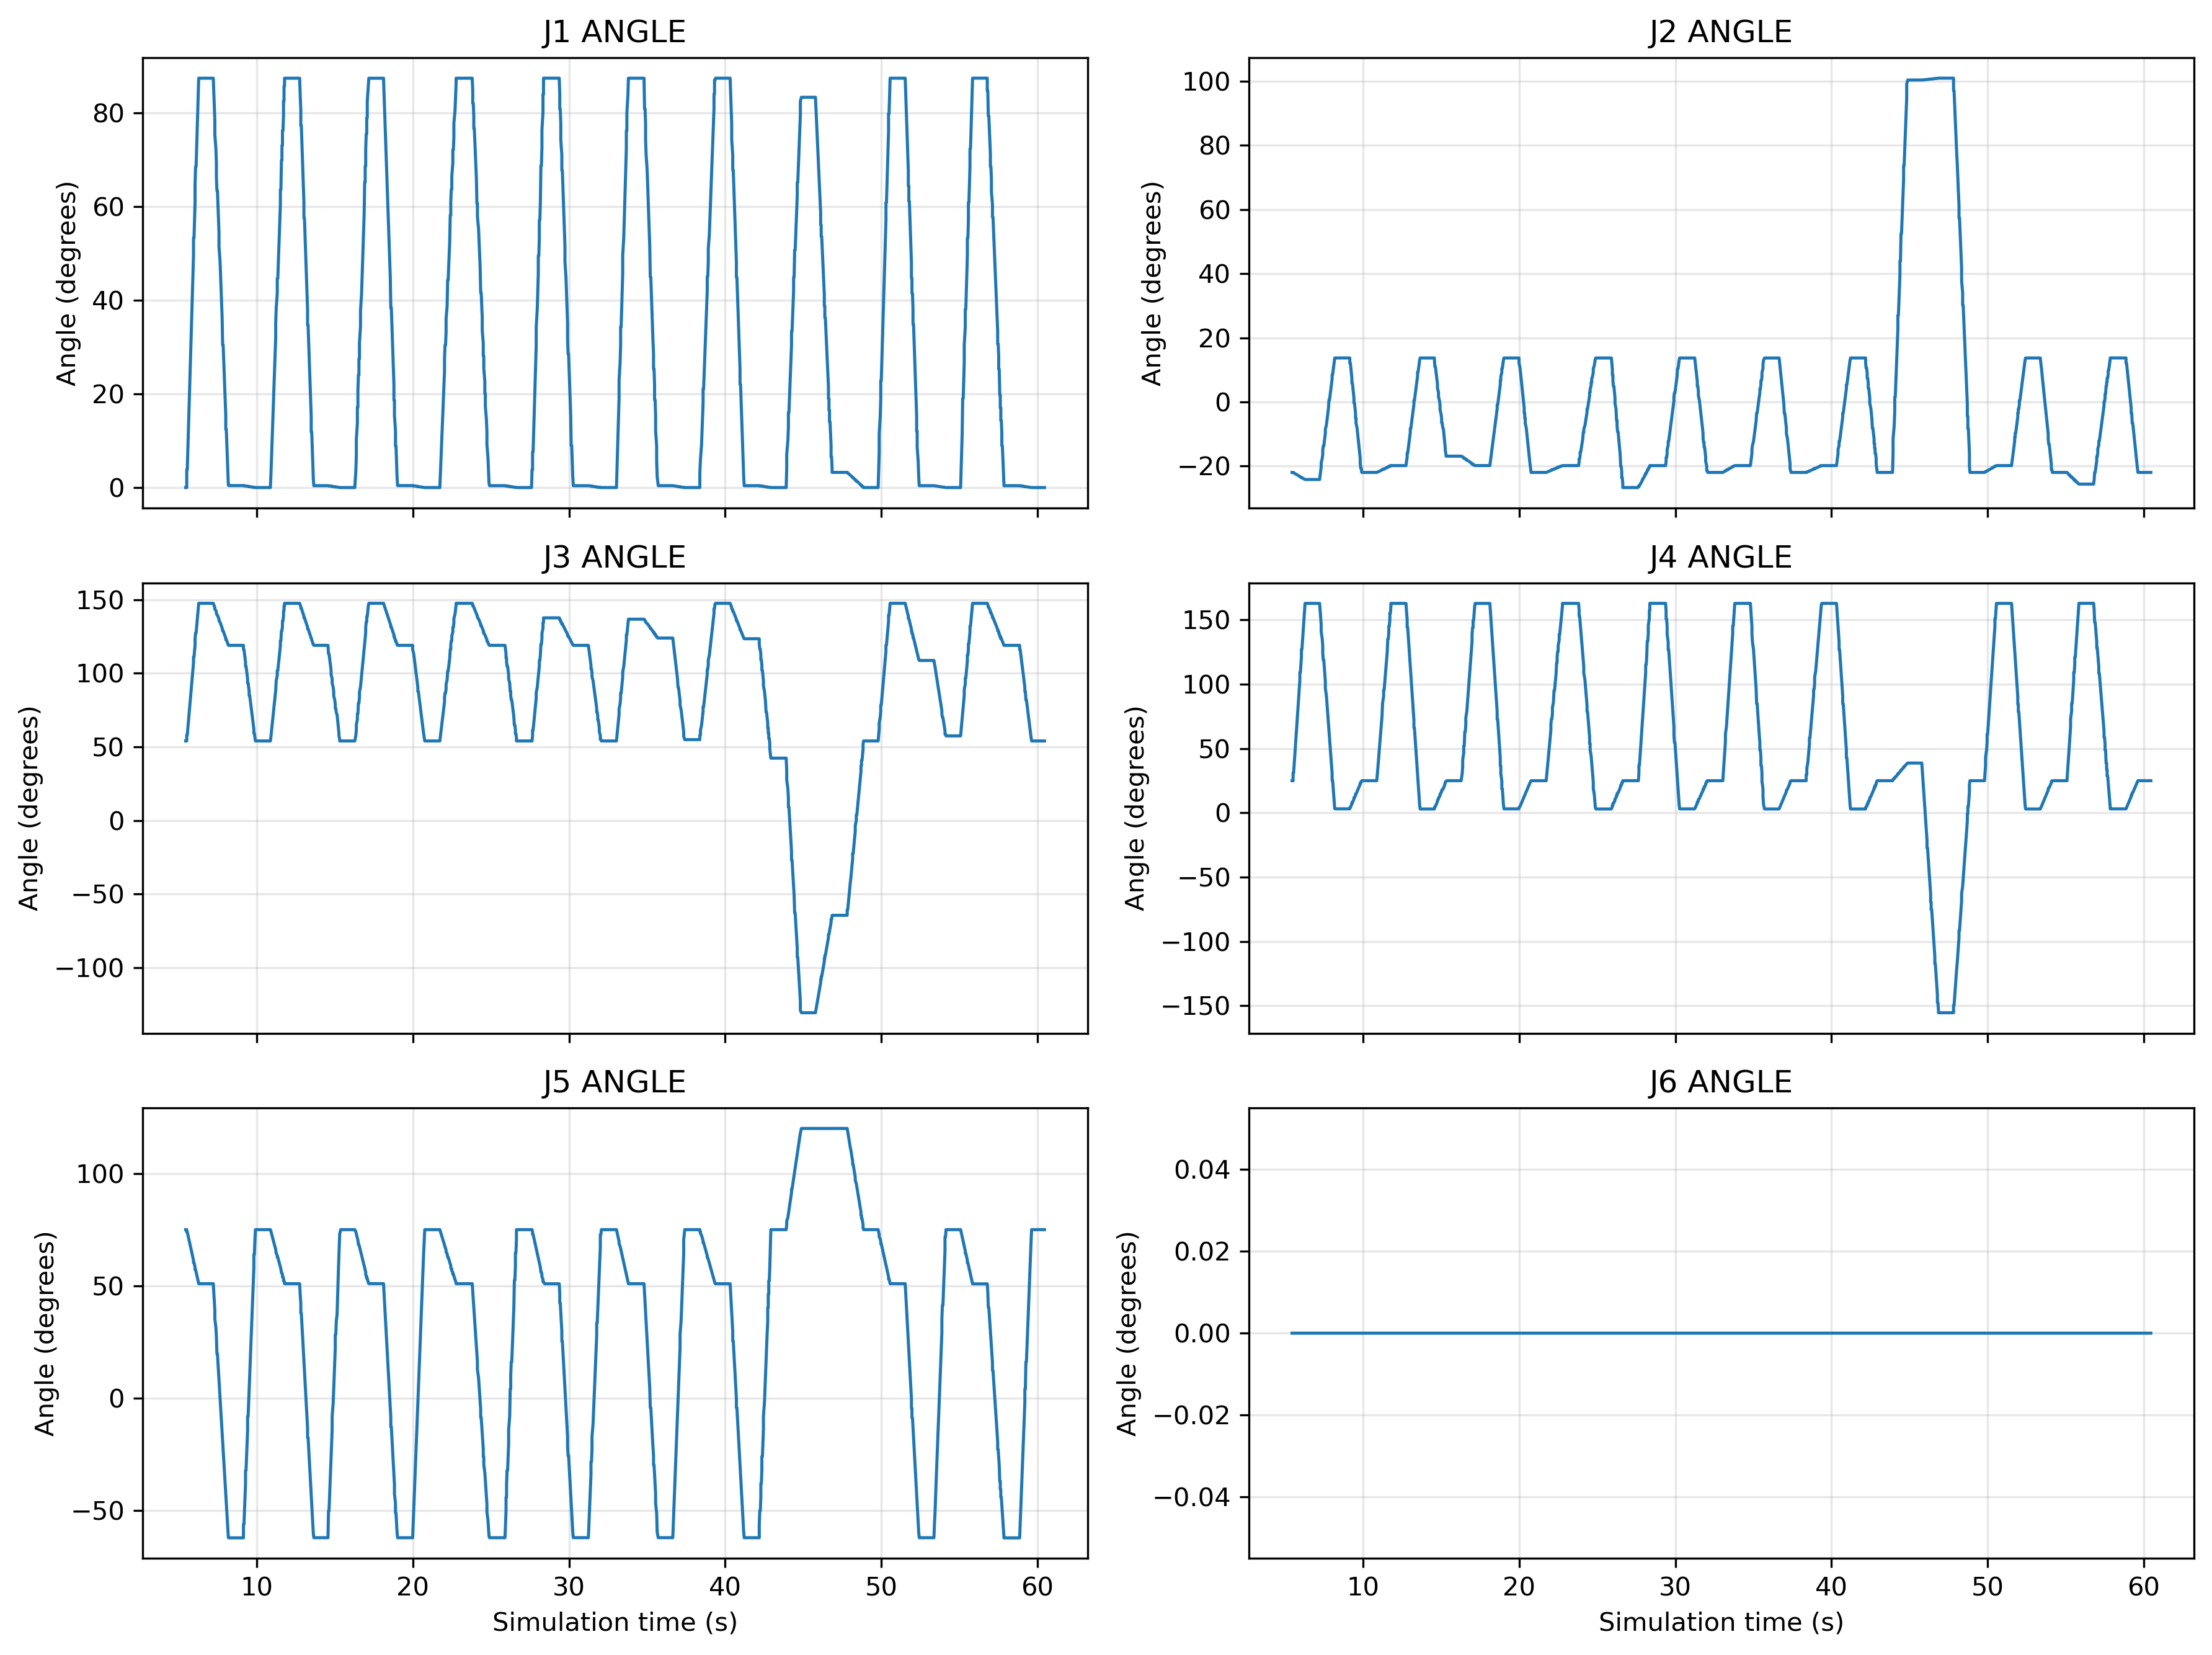 J1 ANGLE
80
60
40
20
0
Angle (degrees)
J2 ANGLE
100
80
60
40
20
0
−20
Angle (degrees)
J3 ANGLE
150
100
50
0
−50
−100
Angle (degrees)
J4 ANGLE
150
100
50
0
−50
−100
−150
Angle (degrees)
J5 ANGLE
100
50
0
−50
Angle (degrees)
10 20 30 40 50 60
Simulation time (s)
J6 ANGLE
0.04
0.02
0.00
−0.02
−0.04
Angle (degrees)
10 20 30 40 50 60
Simulation time (s)